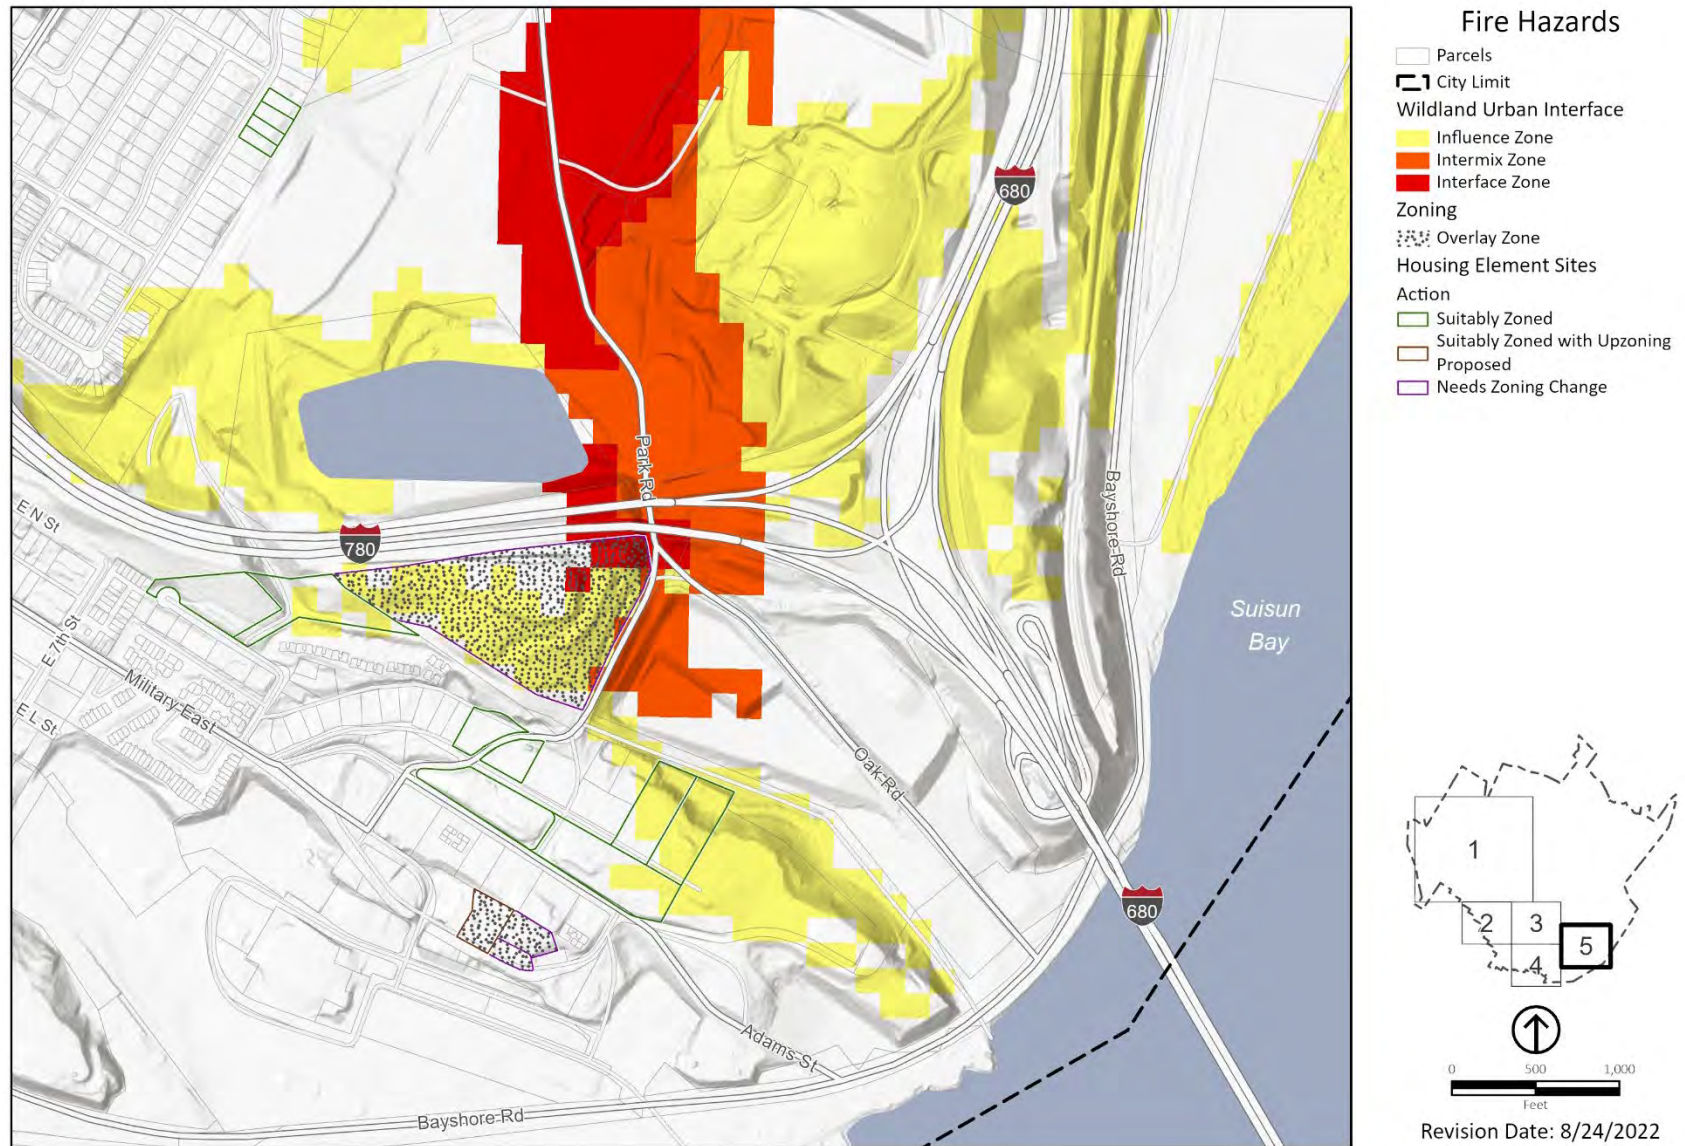 Fire Hazards
Parcels
City Limit
Wildland Urban Interface
Influence Zone
Intermix Zone
Interface Zone
Zoning
Overlay Zone
Housing Element Sites
Action
Suitably Zoned
Suitably Zoned with Upzoning
Proposed
Needs Zoning Change
680
Park Rd
Bayshore Rd
E N St
780
E 7th St
Military East
E L St
Suisun
Bay
Oak Rd
680
Adams St
Bayshore Rd
1
2
3
4
5
0 500 1,000
Feet
Revision Date: 8/24/2022